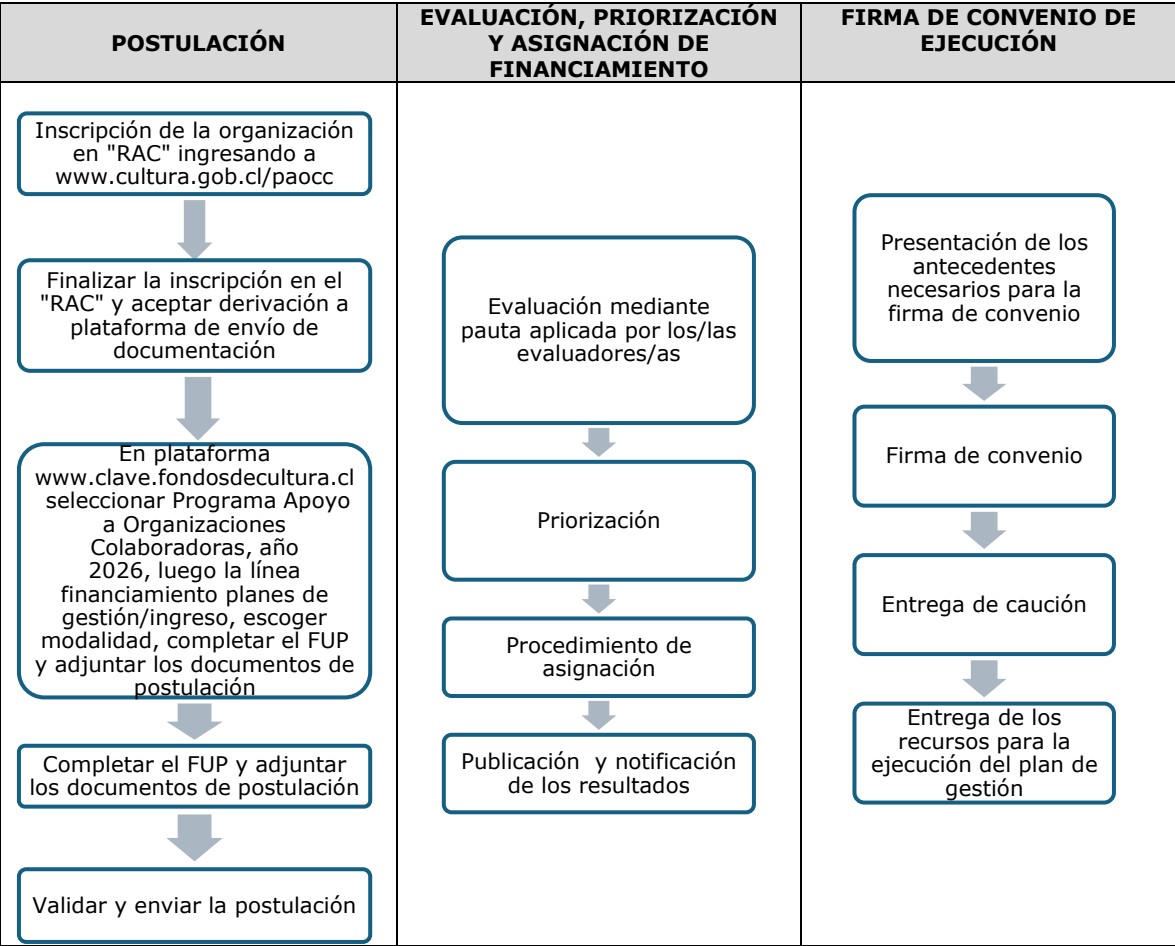 POSTULACIÓN
Inscripción de la organización
en "RAC" ingresando a
www.cultura.gob.cl/paocc
Finalizar la inscripción en el
"RAC" y aceptar derivación a
plataforma de envío de
documentación
En plataforma
www.clave.fondosdecultura.cl
seleccionar Programa Apoyo
a Organizaciones
Colaboradoras, año
2026, luego la línea
financiamiento planes de
gestión/ingreso, escoger
modalidad, completar el FUP
y adjuntar los documentos de
postulación
Completar el FUP y adjuntar
los documentos de postulación
Validar y enviar la postulación
EVALUACIÓN, PRIORIZACIÓN
Y ASIGNACIÓN DE
FINANCIAMIENTO
Evaluación mediante
pauta aplicada por los/las
evaluadores/as
Priorización
Procedimiento de
asignación
Publicación y notificación
de los resultados
FIRMA DE CONVENIO DE
EJECUCIÓN
Presentación de los
antecedentes
necesarios para la
firma de convenio
Firma de convenio
Entrega de caución
Entrega de los
recursos para la
ejecución del plan de
gestión